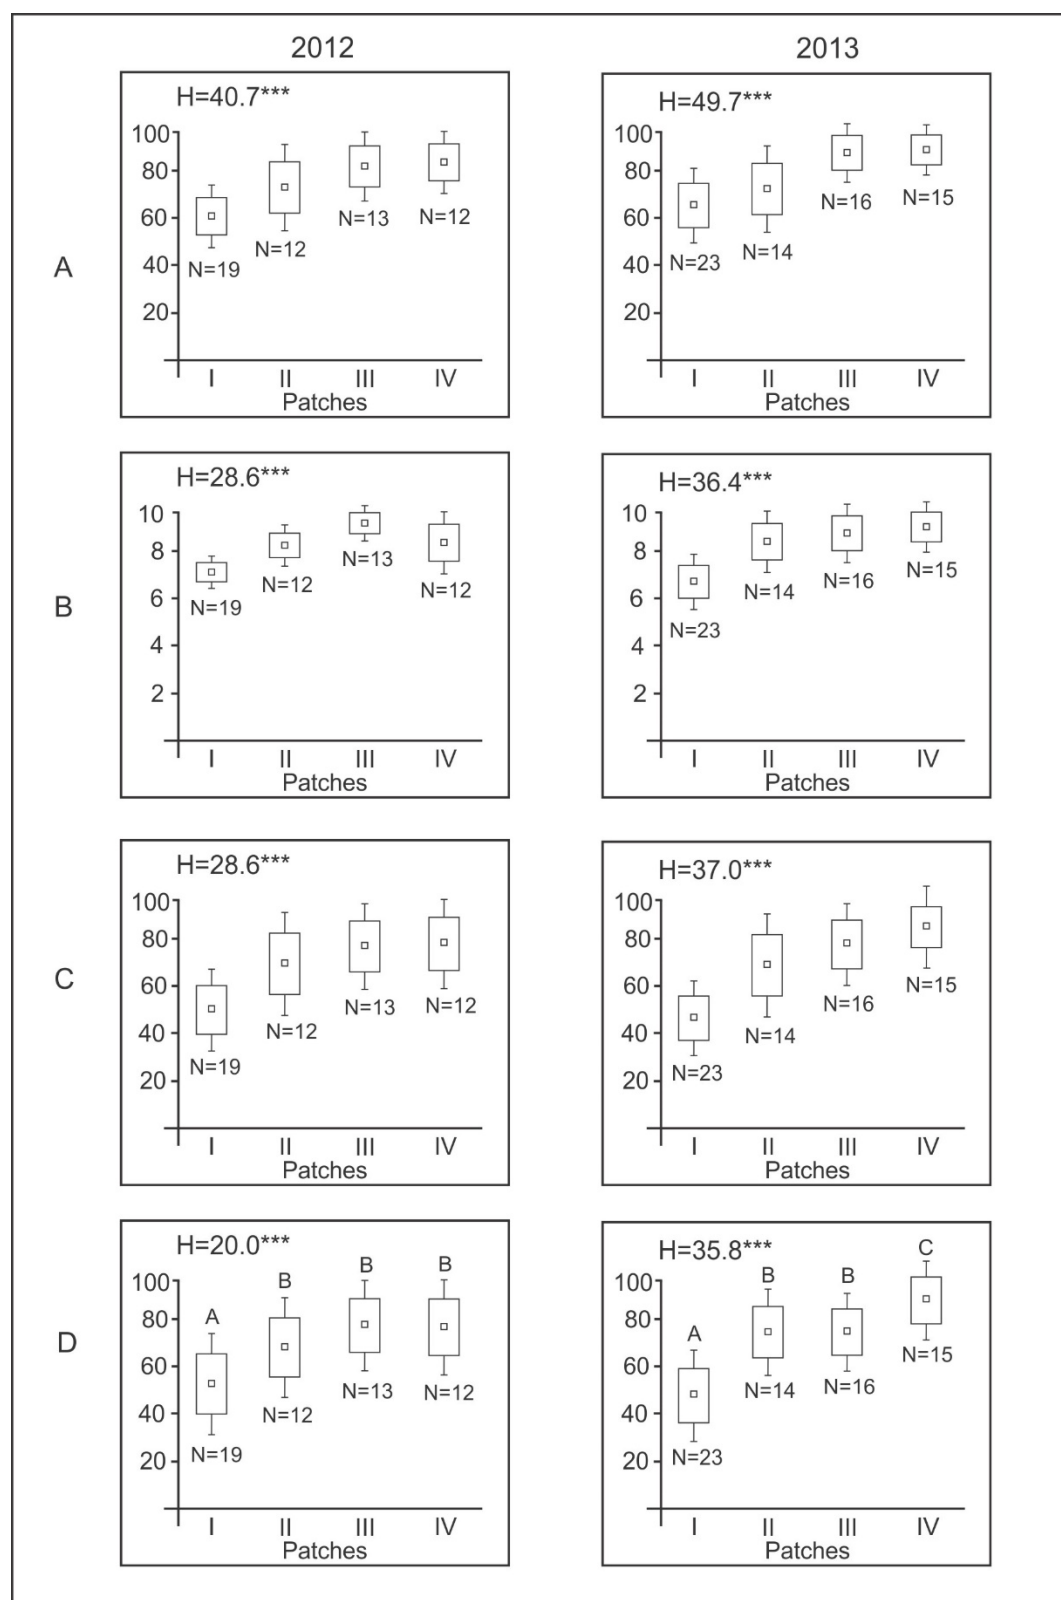 2012 2013
A
H=40.7***
100
80
60
40
20
N=19 N=12 N=13 N=12
I II III IV
Patches
H=49.7***
100
80
60
40
20
N=23 N=14 N=16 N=15
I II III IV
Patches
B
H=28.6***
10
8
6
4
2
N=19 N=12 N=13 N=12
I II III IV
Patches
H=36.4***
10
8
6
4
2
N=23 N=14 N=16 N=15
I II III IV
Patches
C
H=28.6***
100
80
60
40
20
N=19 N=12 N=13 N=12
I II III IV
Patches
H=37.0***
100
80
60
40
20
N=23 N=14 N=16 N=15
I II III IV
Patches
D
H=20.0***
100
80
60
40
20
A B B B
N=19 N=12 N=13 N=12
I II III IV
Patches
H=35.8***
100
80
60
40
20
A B B C
N=23 N=14 N=16 N=15
I II III IV
Patches